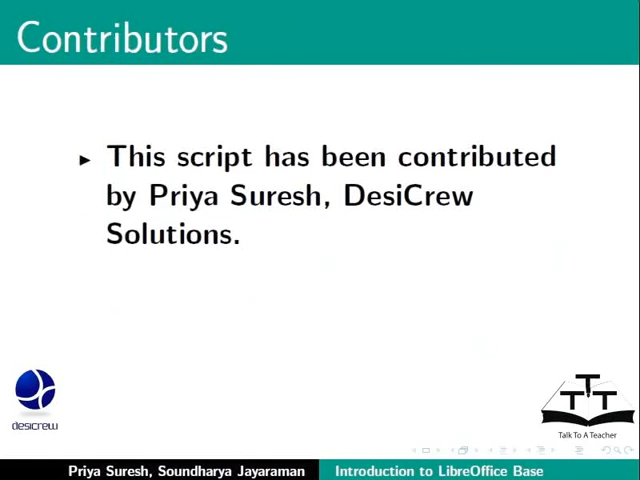 Contributors
▶ This script has been contributed
by Priya Suresh, DesiCrew
Solutions.
desicrew
T T T
Talk To A Teacher
Priya Suresh, Soundharya Jayaraman
Introduction to LibreOffice Base